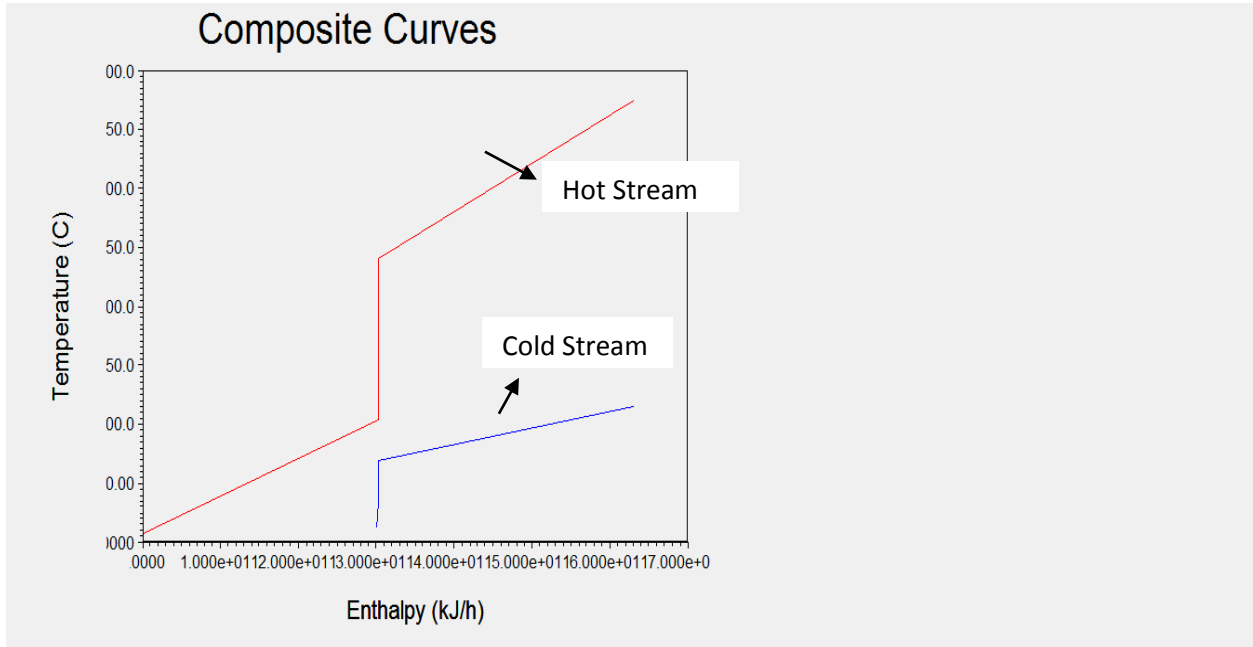 Composite Curves
00.0
50.0
00.0
50.0
00.0
50.0
00.0
0.00
0000
Temperature (C)
Hot Stream
Cold Stream
.0000 1.000e+0112.000e+0113.000e+0114.000e+0115.000e+0116.000e+0117.000e+0
Enthalpy (kJ/h)